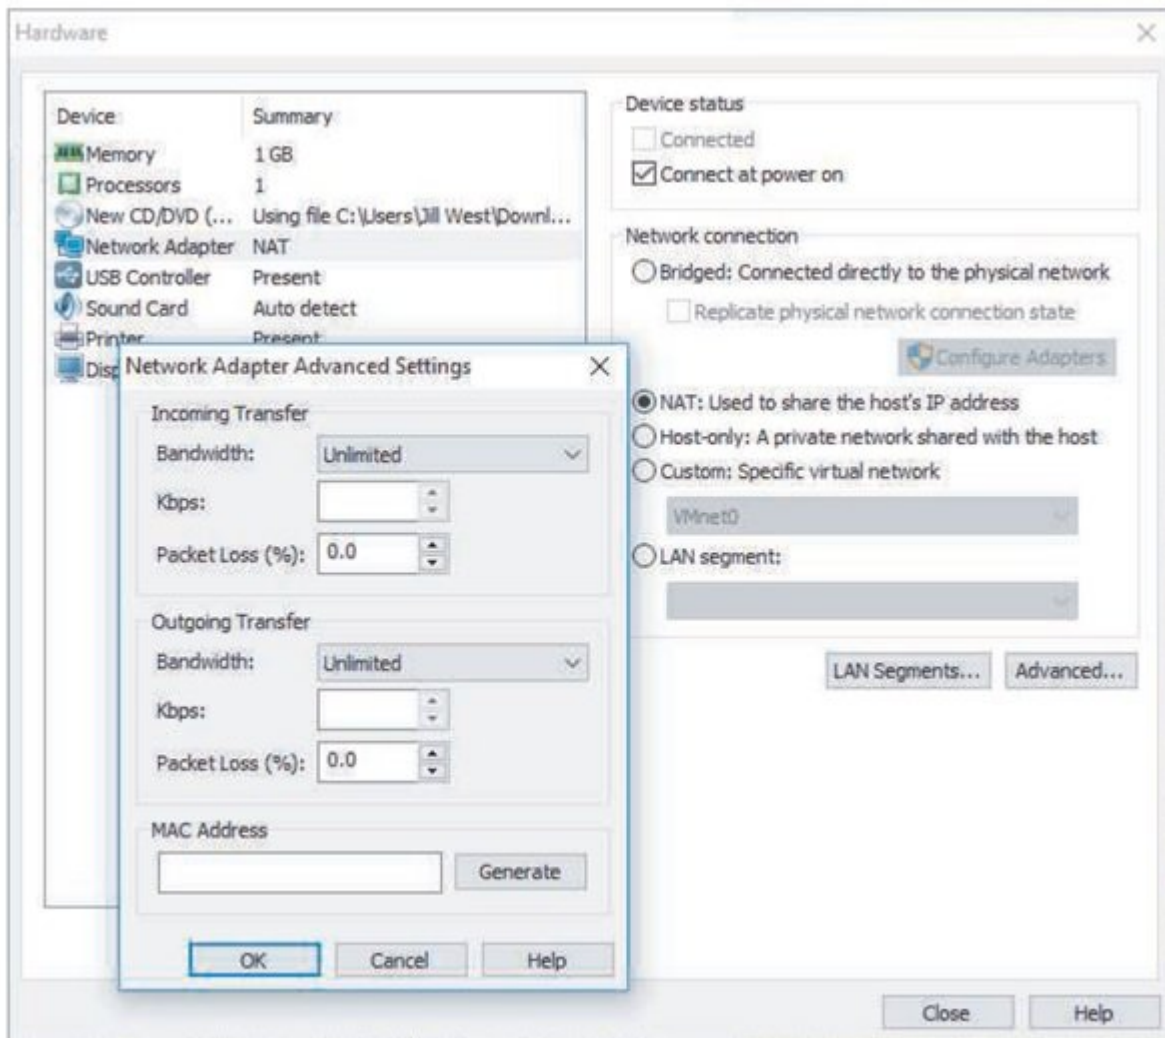 Hardware
Device Summary
Memory 1 GB
Processors 1
New CD/DVD (... Using file C:\Users\Jill West\Downl...
Network Adapter NAT
USB Controller Present
Sound Card Auto detect
Printer Present
Disp
Device status
Connected
Connect at power on
Network connection
Bridged: Connected directly to the physical network
Replicate physical network connection state
Configure Adapters
NAT: Used to share the host's IP address
Host-only: A private network shared with the host
Custom: Specific virtual network
VMnet0
LAN segment:
LAN Segments... Advanced...
Network Adapter Advanced Settings
Incoming Transfer
Bandwidth: Unlimited
Kbps:
Packet Loss (%): 0.0
Outgoing Transfer
Bandwidth: Unlimited
Kbps:
Packet Loss (%): 0.0
MAC Address
Generate
OK Cancel Help
Close Help